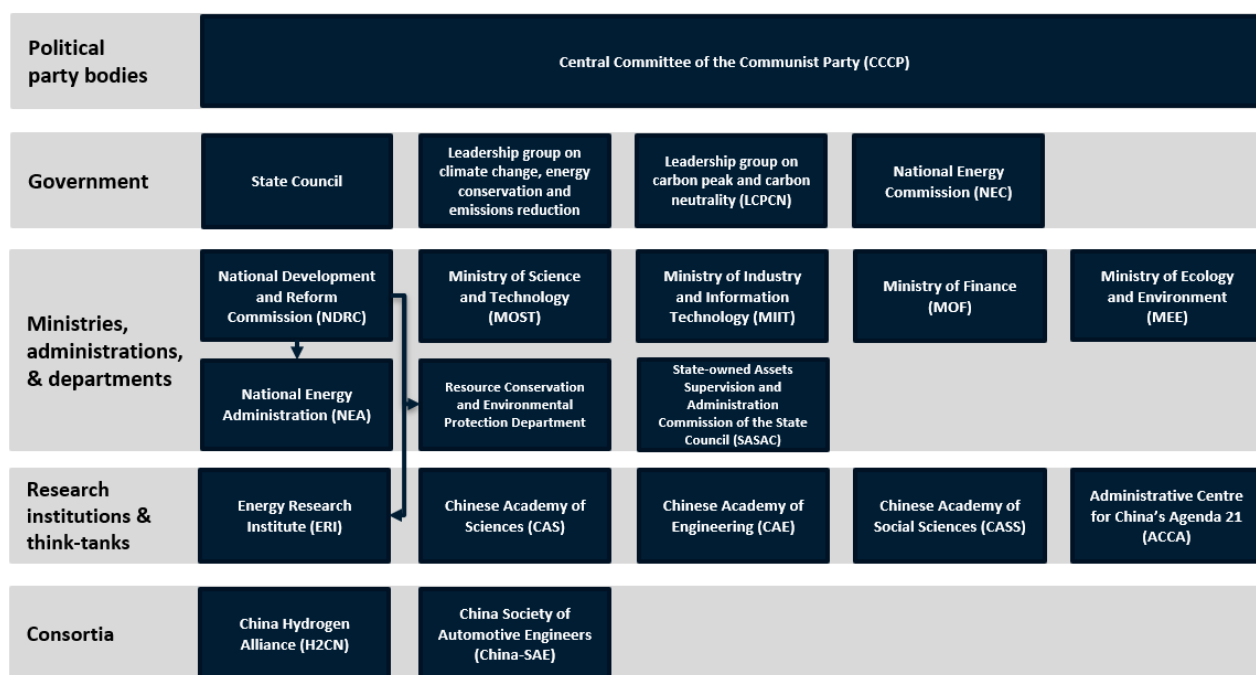 Political
party bodies
Central Committee of the Communist Party (CCCP)
Government
State Council
Leadership group on
climate change, energy
conservation and
emissions reduction
Leadership group on
carbon peak and carbon
neutrality (LCPCN)
National Energy
Commission (NEC)
Ministries,
administrations,
& departments
National Development
and Reform
Commission (NDRC)
Ministry of Science
and Technology
(MOST)
Ministry of Industry
and Information
Technology (MIIT)
Ministry of Finance
(MOF)
Ministry of Ecology
and Environment
(MEE)
National Energy
Administration (NEA)
Resource Conservation
and Environmental
Protection Department
State-owned Assets
Supervision and
Administration
Commission of the State
Council (SASAC)
Research
institutions &
think-tanks
Energy Research
Institute (ERI)
Chinese Academy of
Sciences (CAS)
Chinese Academy of
Engineering (CAE)
Chinese Academy of
Social Sciences (CASS)
Administrative Centre
for China's Agenda 21
(ACCA)
Consortia
China Hydrogen
Alliance (H2CN)
China Society of
Automotive Engineers
(China-SAE)